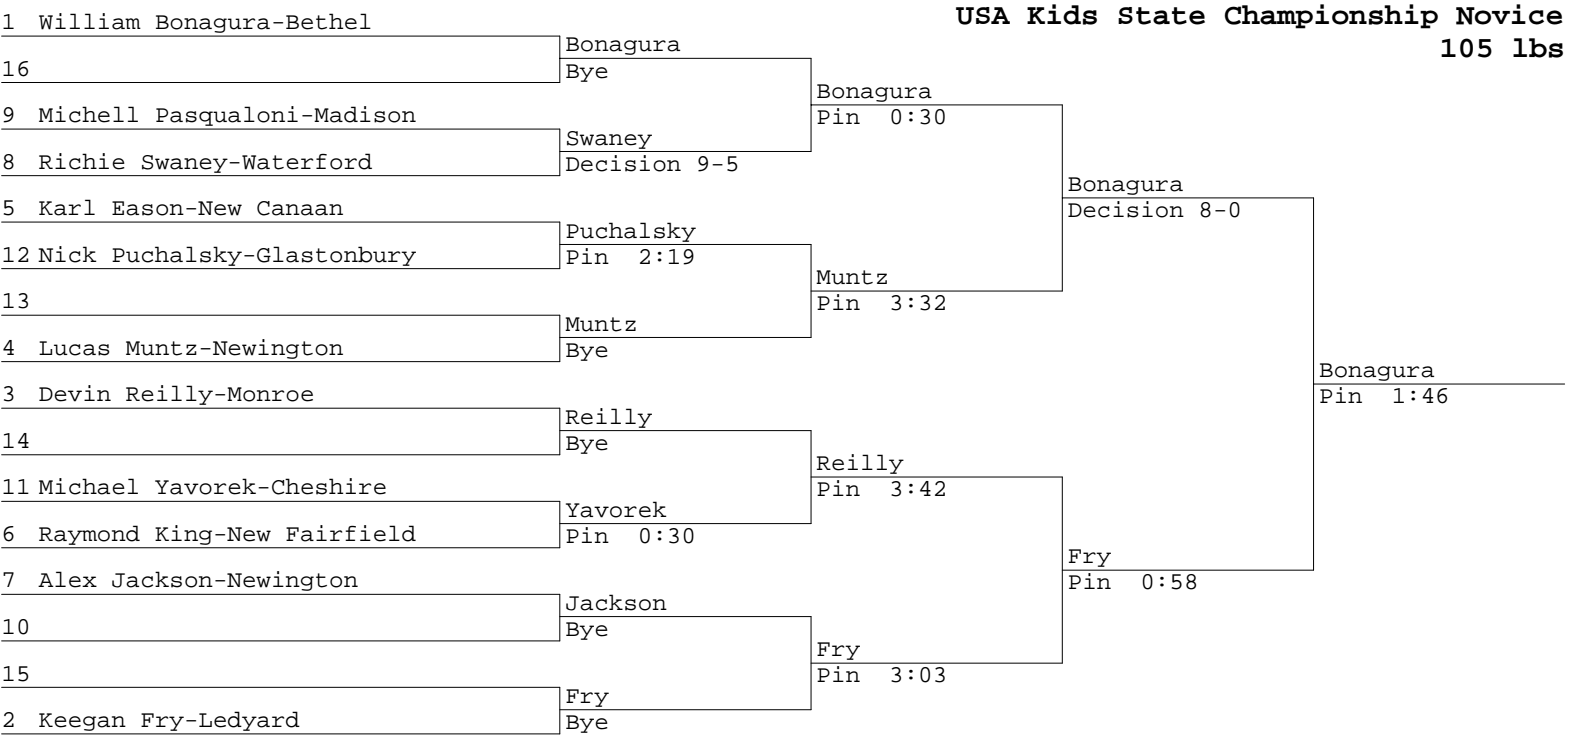 USA Kids State Championship Novice
105 lbs
1 William Bonagura-Bethel
16
9 Michell Pasqualoni-Madison
8 Richie Swaney-Waterford
5 Karl Eason-New Canaan
12 Nick Puchalsky-Glastonbury
13
4 Lucas Muntz-Newington
3 Devin Reilly-Monroe
14
11 Michael Yavorek-Cheshire
6 Raymond King-New Fairfield
7 Alex Jackson-Newington
10
15
2 Keegan Fry-Ledyard
Bonagura
Bye
Swaney
Decision 9-5
Puchalsky
Pin 2:19
Muntz
Bye
Reilly
Bye
Yavorek
Pin 0:30
Jackson
Bye
Fry
Bye
Bonagura
Pin 0:30
Muntz
Pin 3:32
Reilly
Pin 3:42
Fry
Pin 3:03
Bonagura
Decision 8-0
Fry
Pin 0:58
Bonagura
Pin 1:46